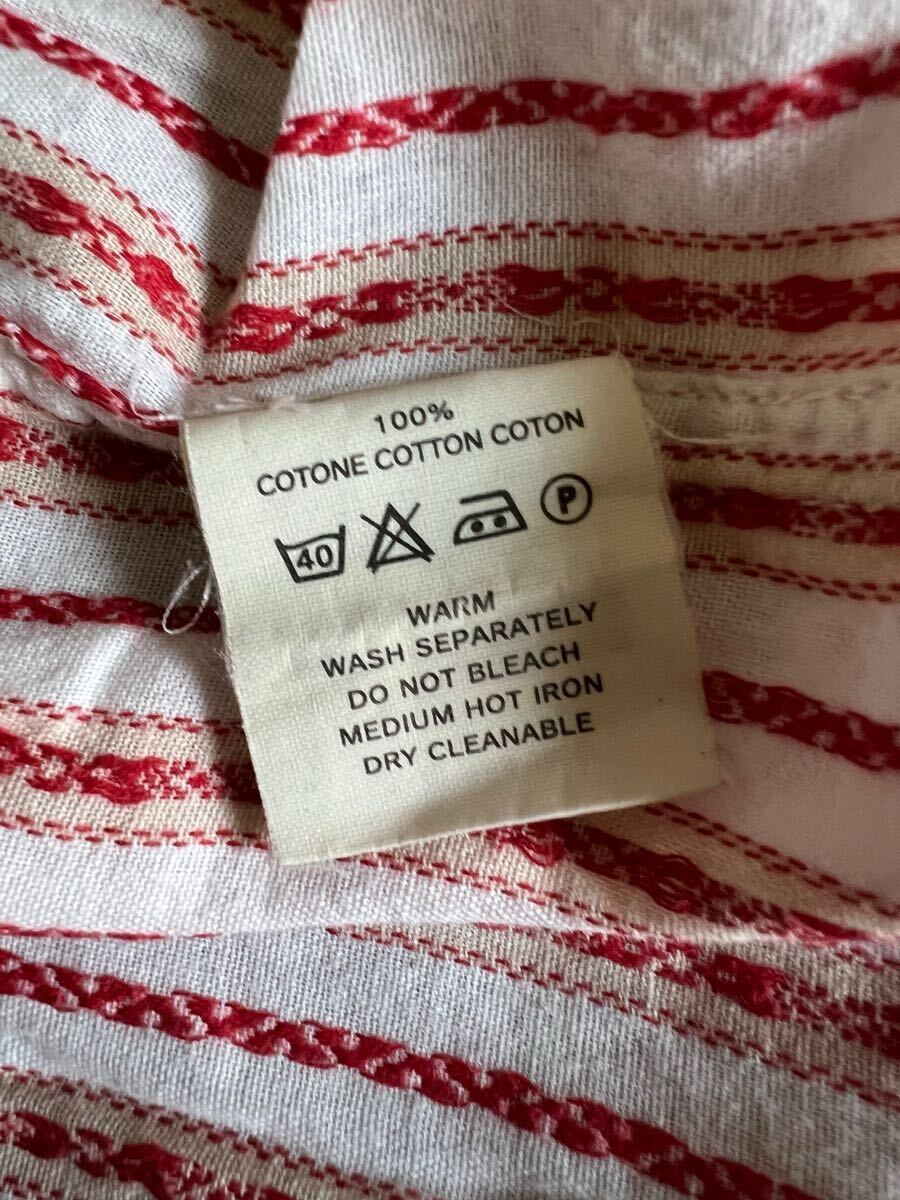 100%
COTONE COTTON COTON
40 P
WARM
WASH SEPARATELY
DO NOT BLEACH
MEDIUM HOT IRON
DRY CLEANABLE